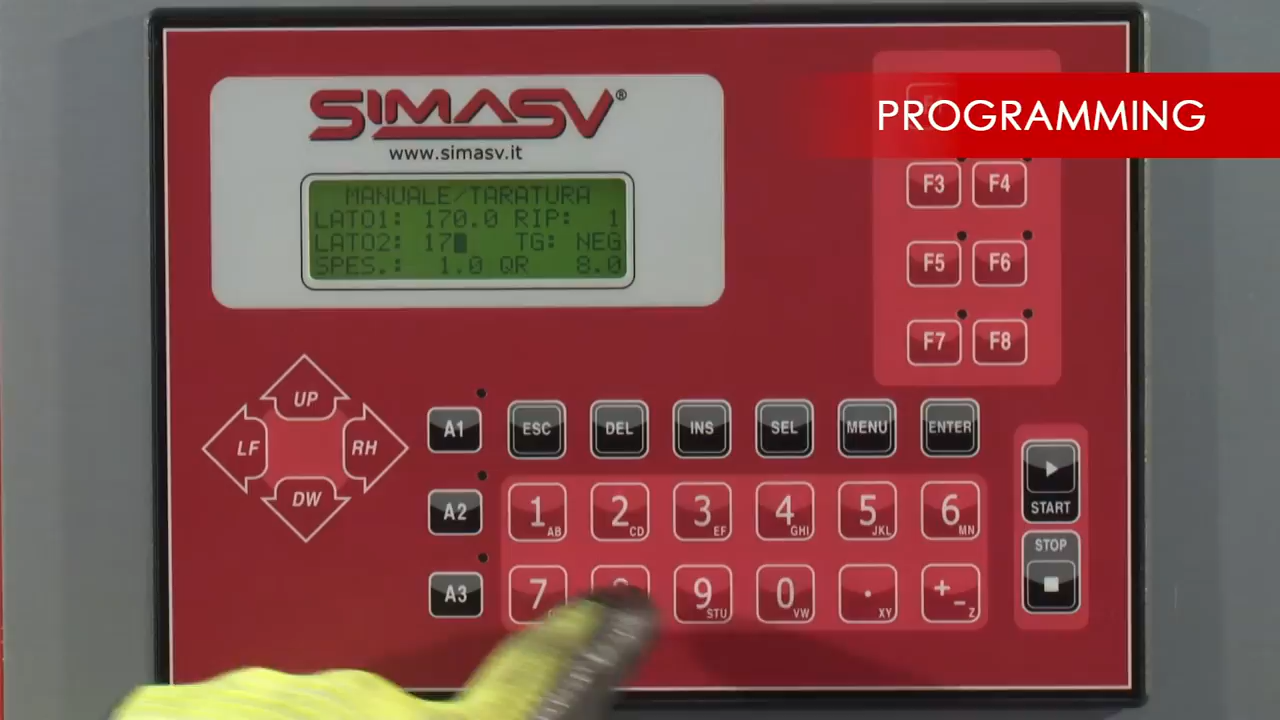 PROGRAMMING
SIMASV®
www.simasv.it
MANUALE/TARATURA
LATO1: 170.0 RIP: 1
LATO2: 17 TG: NEG
SPES.: 1.0 QR 8.0
F3 F4
F5 F6
F7 F8
UP
LF RH
DW
A1 ESC DEL INS SEL MENU ENTER
A2 1 AB 2 CD 3 EF 4 GHI 5 JKL 6 MN
START
STOP
A3 7 9 STU 0 VW . XY +- Z